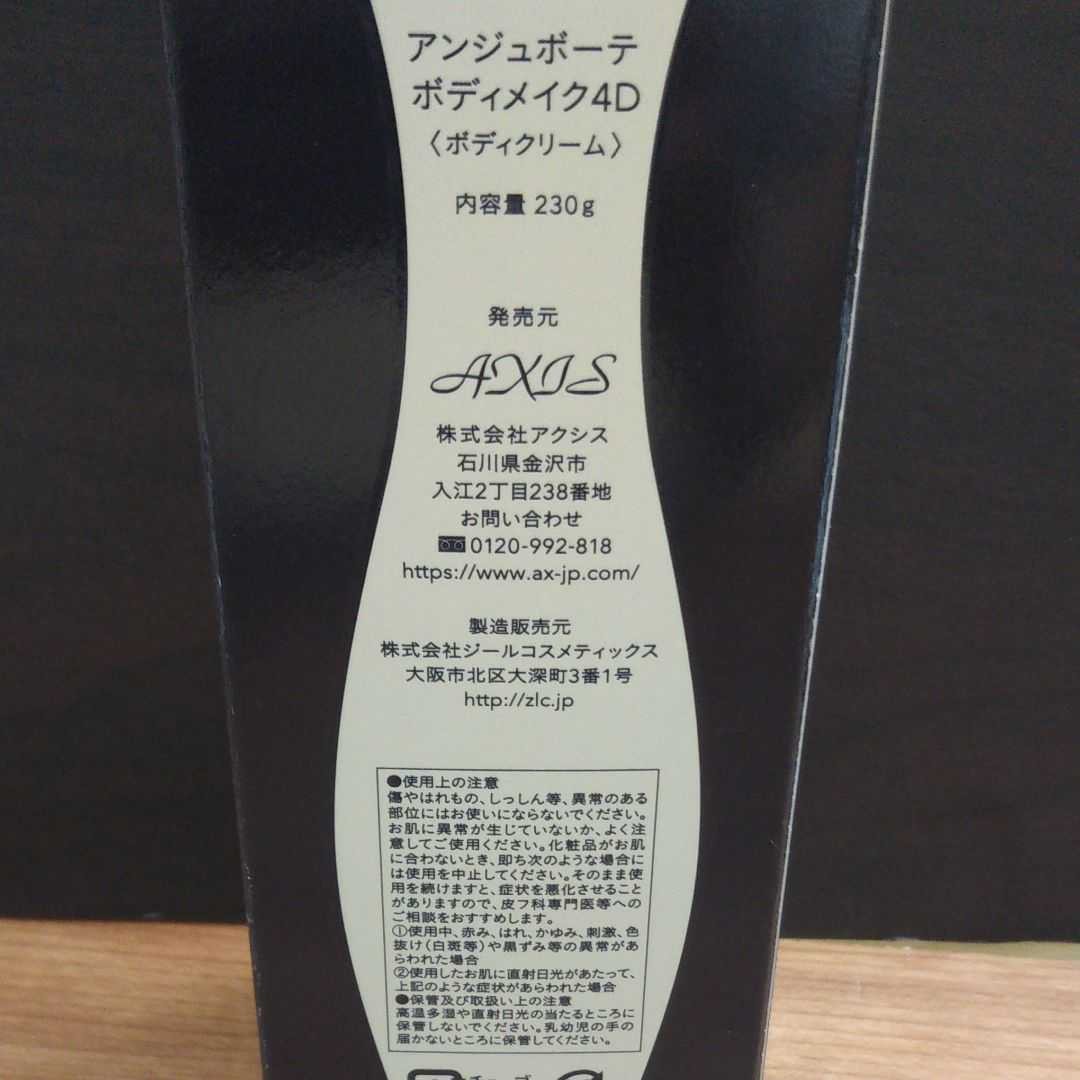 アンジュボーテ
ボディメイク4D
〈ボディクリーム〉
内容量 230g
発売元
AXIS
株式会社アクシス
石川県金沢市
入江2丁目238番地
お問い合わせ
0120-992-818
https://www.ax-jp.com/
製造販売元
株式会社ジールコスメティックス
大阪市北区大深町3番1号
http://zlc.jp
●使用上の注意
傷やはれもの、しっしん等、異常のある
部位にはお使いにならないでください。
お肌に異常が生じていないか、よく注
意してご使用ください。化粧品がお肌
に合わないとき、即ち次のような場合に
は使用を中止してください。そのまま使
用を続けますと、症状を悪化させること
がありますので、皮フ科専門医等への
ご相談をおすすめします。
①使用中、赤み、はれ、かゆみ、刺激、色
抜け(白斑等)や黒ずみ等の異常があ
らわれた場合
②使用したお肌に直射日光があたって、
上記のような症状があらわれた場合
●保管及び取扱い上の注意
高温多湿や直射日光の当たるところに
保管しないでください。乳幼児の手の
届かないところに保管してください。